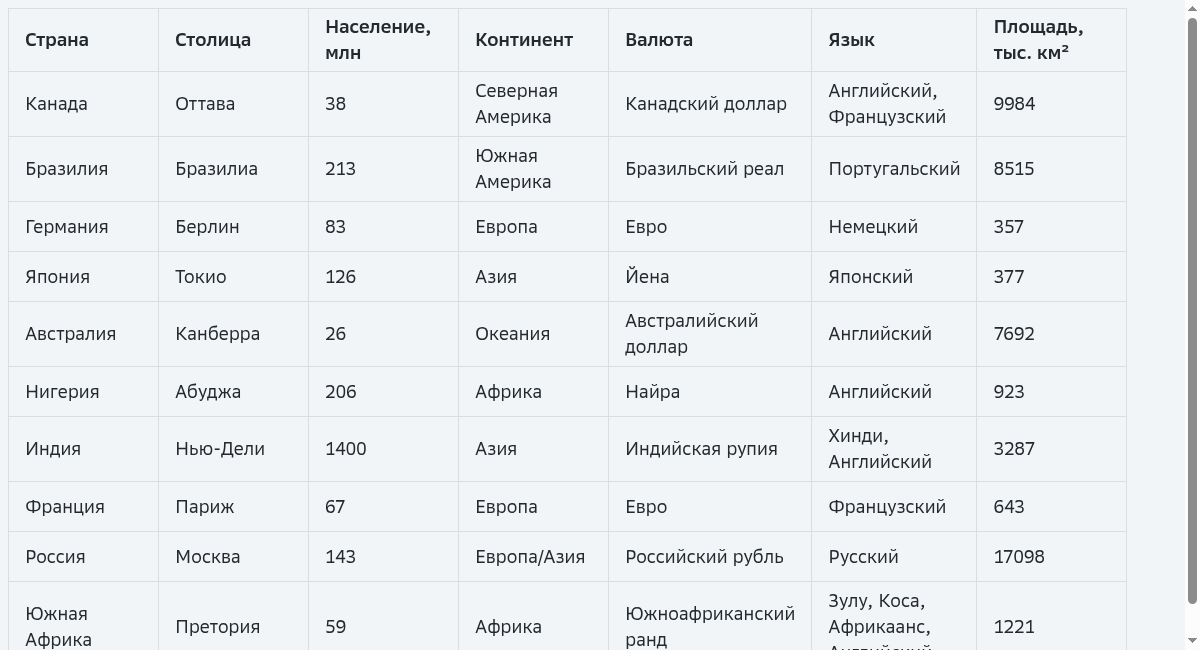 Страна Столица Население, млн Континент Валюта Язык Площадь, тыс. км²
Канада Оттава 38 Северная Америка Канадский доллар Английский, Французский 9984
Бразилия Бразилиа 213 Южная Америка Бразильский реал Португальский 8515
Германия Берлин 83 Европа Евро Немецкий 357
Япония Токио 126 Азия Йена Японский 377
Австралия Канберра 26 Океания Австралийский доллар Английский 7692
Нигерия Абуджа 206 Африка Найра Английский 923
Индия Нью-Дели 1400 Азия Индийская рупия Хинди, Английский 3287
Франция Париж 67 Европа Евро Французский 643
Россия Москва 143 Европа/Азия Российский рубль Русский 17098
Южная Африка Претория 59 Африка Южноафриканский ранд Зулу, Коса, Африкаанс, 1221